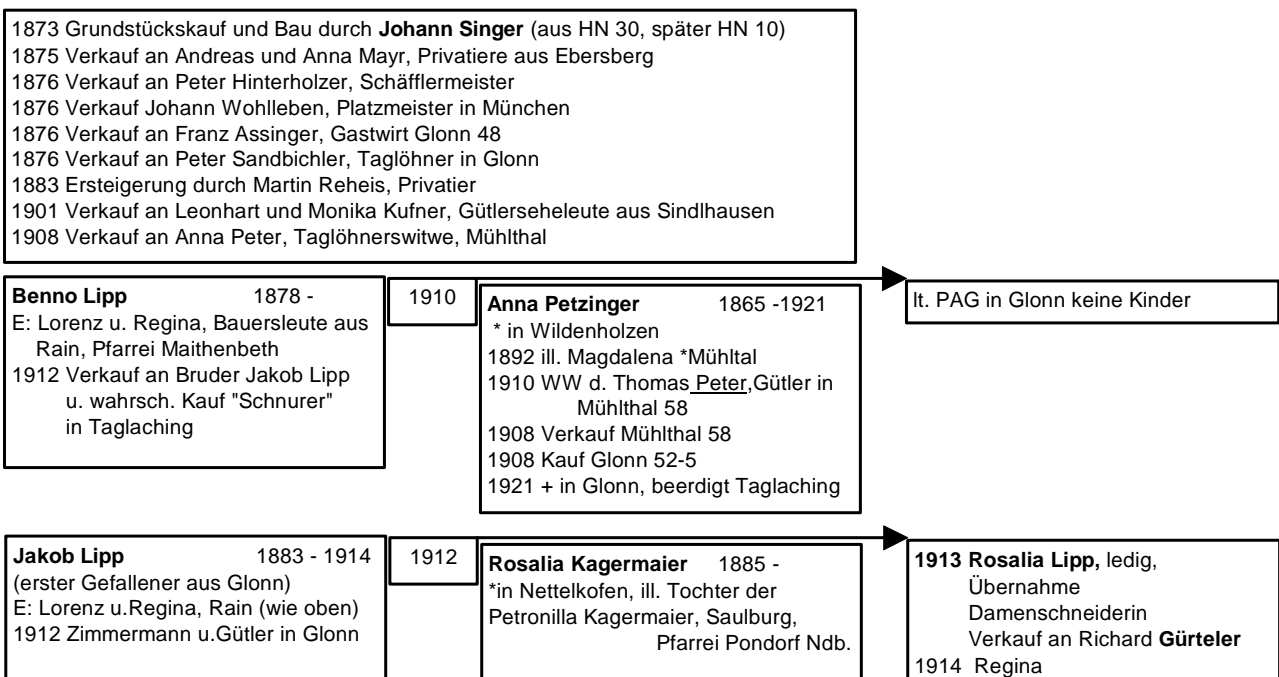 1873 Grundstückskauf und Bau durch Johann Singer (aus HN 30, später HN 10)
1875 Verkauf an Andreas und Anna Mayr, Privatiere aus Ebersberg
1876 Verkauf an Peter Hinterholzer, Schäfflermeister
1876 Verkauf Johann Wohlleben, Platzmeister in München
1876 Verkauf an Franz Assinger, Gastwirt Glonn 48
1876 Verkauf an Peter Sandbichler, Taglöhner in Glonn
1883 Ersteigerung durch Martin Reheis, Privatier
1901 Verkauf an Leonhart und Monika Kufner, Gütlerseheleute aus Sindlhausen
1908 Verkauf an Anna Peter, Taglöhnerswitwe, Mühlthal
Benno Lipp 1878 -
E: Lorenz u. Regina, Bauersleute aus
Rain, Pfarrei Maithenbeth
1912 Verkauf an Bruder Jakob Lipp
u. wahrsch. Kauf "Schnurer"
in Taglaching
1910
Anna Petzinger 1865 -1921
* in Wildenholzen
1892 ill. Magdalena *Mühltal
1910 WW d. Thomas Peter,Gütler in
Mühlthal 58
1908 Verkauf Mühlthal 58
1908 Kauf Glonn 52-5
1921 + in Glonn, beerdigt Taglaching
lt. PAG in Glonn keine Kinder
Jakob Lipp 1883 - 1914
(erster Gefallener aus Glonn)
E: Lorenz u.Regina, Rain (wie oben)
1912 Zimmermann u.Gütler in Glonn
1912
Rosalia Kagermaier 1885 -
*in Nettelkofen, ill. Tochter der
Petronilla Kagermaier, Saulburg,
Pfarrei Pondorf Ndb.
1913 Rosalia Lipp, ledig,
Übernahme
Damenschneiderin
Verkauf an Richard Gürteler
1914 Regina